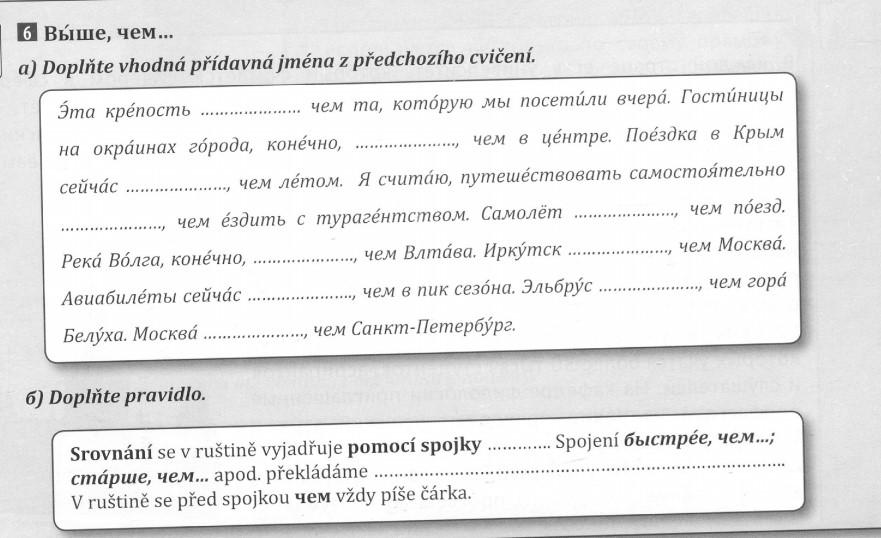 6 Вы́ше, чем...
a) Doplňte vhodná přídavná jména z předchozího cvičení.
Э́та кре́пость ..................... чем та, кото́рую мы посети́ли вчера́. Гости́ницы
на окра́инах го́рода, коне́чно, ....................., чем в це́нтре. Пое́здка в Крым
сейча́с ....................., чем ле́том. Я счита́ю, путеше́ствовать самостоя́тельно
....................., чем е́здить с тураге́нтством. Самолёт ....................., чем по́езд.
Река́ Во́лга, коне́чно, ....................., чем Влта́ва. Ирку́тск ....................., чем Москва́.
Авиабиле́ты сейча́с ....................., чем в пик сезо́на. Эльбру́с ....................., чем гора́
Белу́ха. Москва́ ....................., чем Санкт-Петербу́рг.
б) Doplňte pravidlo.
Srovnání se v ruštině vyjadřuje pomocí spojky ............. Spojení быстре́е, чем...;
ста́рше, чем... apod. překládáme .....................................................................................
V ruštině se před spojkou чем vždy píše čárka.